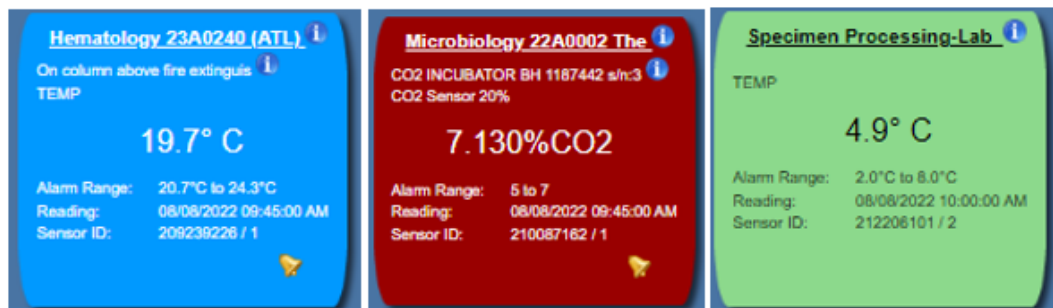 Hematology 23A0240 (ATL)
On column above fire extinguis
TEMP
19.7° C
Alarm Range: 20.7°C to 24.3°C
Reading: 08/08/2022 09:45:00 AM
Sensor ID: 209239226 / 1
Microbiology 22A0002 The
CO2 INCUBATOR BH 1187442 s/n:3
CO2 Sensor 20%
7.130%CO2
Alarm Range: 5 to 7
Reading: 08/08/2022 09:45:00 AM
Sensor ID: 210087162 / 1
Specimen Processing-Lab
TEMP
4.9° C
Alarm Range: 2.0°C to 8.0°C
Reading: 08/08/2022 10:00:00 AM
Sensor ID: 212206101 / 2